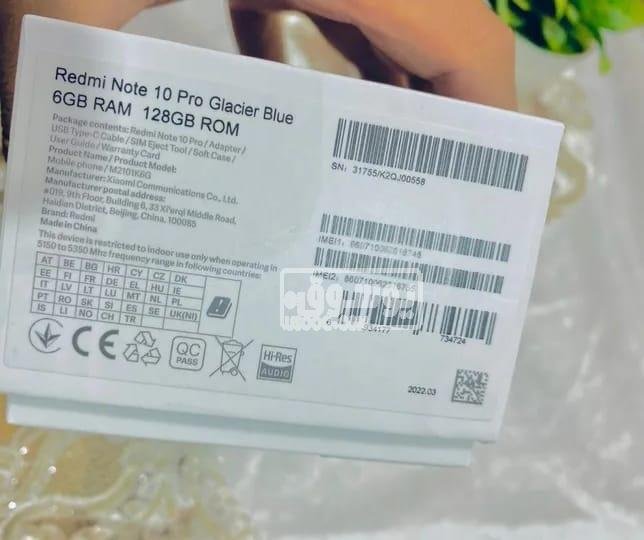 Redmi Note 10 Pro Glacier Blue
6GB RAM 128GB ROM
Package contents: Redmi Note 10 Pro / Adapter /
USB Type-C Cable / SIM Eject Tool / Soft Case /
User Guide / Warranty Card
Product Name / Product Model:
Mobile phone / M2101K6G
Manufacturer: Xiaomi Communications Co., Ltd.
Manufacturer postal address:
#019, 9th Floor, Building 6, 33 Xi'erqi Middle Road,
Haidian District, Beijing, China, 100085
Brand: Redmi
Made in China
This device is restricted to indoor use only when operating in
5150 to 5350 Mhz frequency range in following countries:
AT BE BG HR CY CZ DK
EE FI FR DE EL HU IE
IT LV LT LU MT NL PL
PT RO SK SI ES SE UK(NI)
IS LI NO CH TR
CE
QC
PASS
Hi-Res
AUDIO
SN: 31755/K2QJ00558
IMEI1:
IMEI2:
734724
2022.03